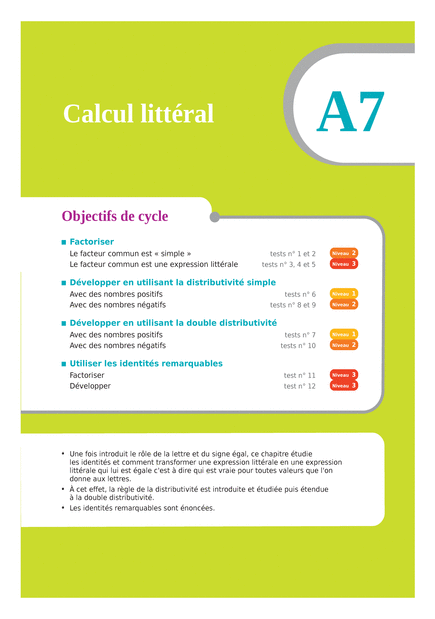 Calcul littéral
A7
Objectifs de cycle
Factoriser
Le facteur commun est « simple » tests n° 1 et 2 Niveau 2
Le facteur commun est une expression littérale tests n° 3, 4 et 5 Niveau 3
Développer en utilisant la distributivité simple
Avec des nombres positifs tests n° 6 Niveau
Avec des nombres négatifs tests n° 8 et 9 Niveau 2
Développer en utilisant la double distributivité
Avec des nombres positifs tests n° 7 Niveau
Avec des nombres négatifs tests n° 10 Niveau 2
Utiliser les identités remarquables
Factoriser test n° 11 Niveau 3
Développer test n° 12 Niveau 3
• Une fois introduit le rôle de la lettre et du signe égal, ce chapitre étudie
les identités et comment transformer une expression littérale en une expression
littérale qui lui est égale c'est à dire qui est vraie pour toutes valeurs que l'on
donne aux lettres.
• À cet effet, la règle de la distributivité est introduite et étudiée puis étendue
à la double distributivité.
• Les identités remarquables sont énoncées.